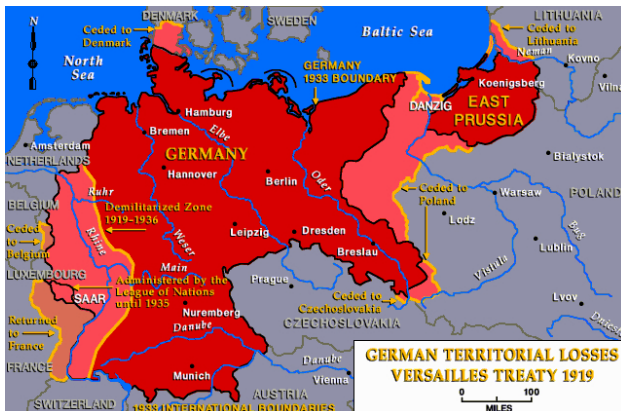 DENMARK
SWEDEN
LITHUANIA
Ceded to
Denmark
Baltic Sea
Ceded to
Lithuania
N
North
Sea
GERMANY
1933 BOUNDARY
Neman
Kovno
Koenigsberg
Vilna
DANZIG
EAST
PRUSSIA
Hamburg
Elbe
Bremen
Amsterdam
NETHERLANDS
GERMANY
Hannover
Berlin
Oder
Bialystok
Ruhr
Ceded to
Poland
Warsaw
POLAND
BELGIUM
Demilitarized Zone
1919-1936
Lodz
Bug
Ceded
to
Belgium
Rhine
Weser
Leipzig
Dresden
Breslau
Lublin
Vistula
LUXEMBOURG
Main
Administered by the
League of Nations
until 1935
SAAR
Prague
Ceded to
Czechoslovakia
Lvov
Returned
to
France
Nuremberg
Danube
CZECHOSLOVAKIA
Dniest
FRANCE
Munich
Danube
Vienna
GERMAN TERRITORIAL LOSSES
VERSAILLES TREATY 1919
0 100
MILES
SWITZERLAND
AUSTRIA
1933 INTERNATIONAL BOUNDARIES